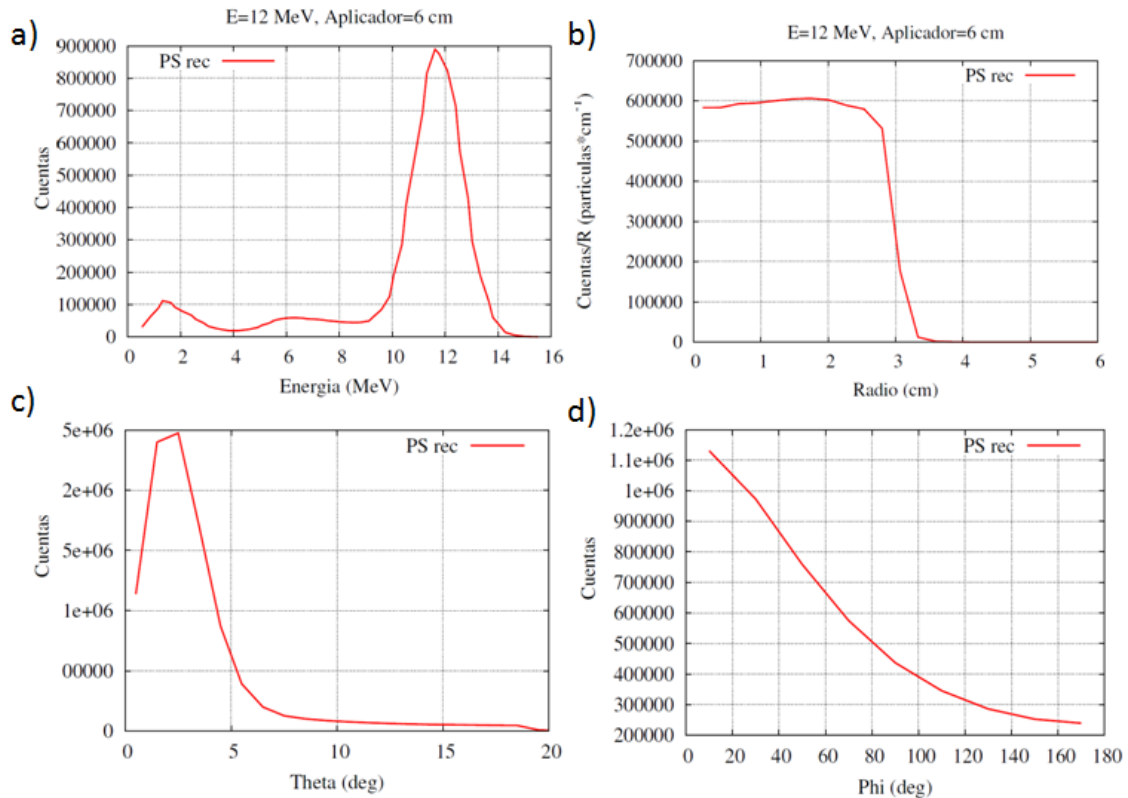 a)
E=12 MeV, Aplicador=6 cm
PS rec
900000
800000
700000
600000
500000
400000
300000
200000
100000
0
Cuentas
0 2 4 6 8 10 12 14 16
Energia (MeV)
b)
E=12 MeV, Aplicador=6 cm
PS rec
700000
600000
500000
400000
300000
200000
100000
0
Cuentas/R (particulas*cm⁻¹)
0 1 2 3 4 5 6
Radio (cm)
c)
PS rec
5e+06
2e+06
5e+06
1e+06
00000
0
Cuentas
0 5 10 15 20
Theta (deg)
d)
PS rec
1.2e+06
1.1e+06
1e+06
900000
800000
700000
600000
500000
400000
300000
200000
Cuentas
0 20 40 60 80 100 120 140 160 180
Phi (deg)